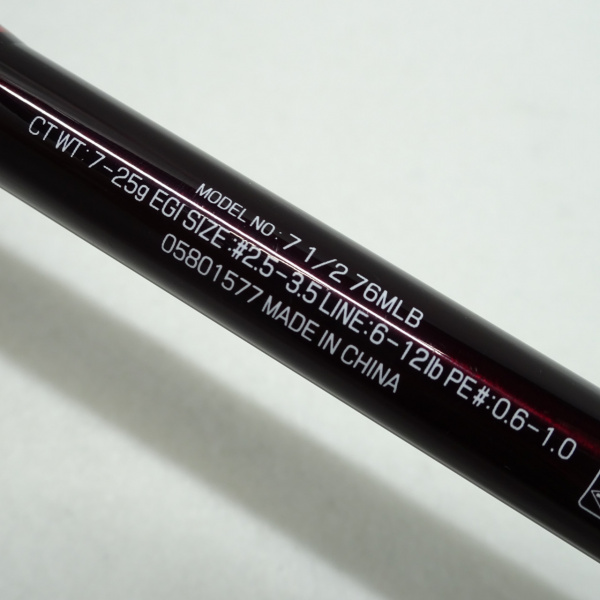 MODEL NO : 7 1/2 76MLB
CT WT : 7-25g EGI SIZE : #2.5-3.5 LINE:6-12lb PE#:0.6-1.0
05801577 MADE IN CHINA